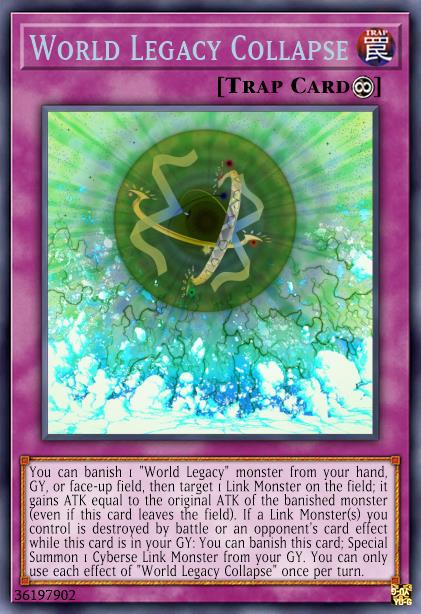 WORLD LEGACY COLLAPSE
TRAP
罠
[TRAP CARD]
You can banish 1 "World Legacy" monster from your hand,
GY, or face-up field, then target 1 Link Monster on the field; it
gains ATK equal to the original ATK of the banished monster
(even if this card leaves the field). If a Link Monster(s) you
control is destroyed by battle or an opponent's card effect
while this card is in your GY: You can banish this card; Special
Summon 1 Cyberse Link Monster from your GY. You can only
use each effect of "World Legacy Collapse" once per turn.
36197902